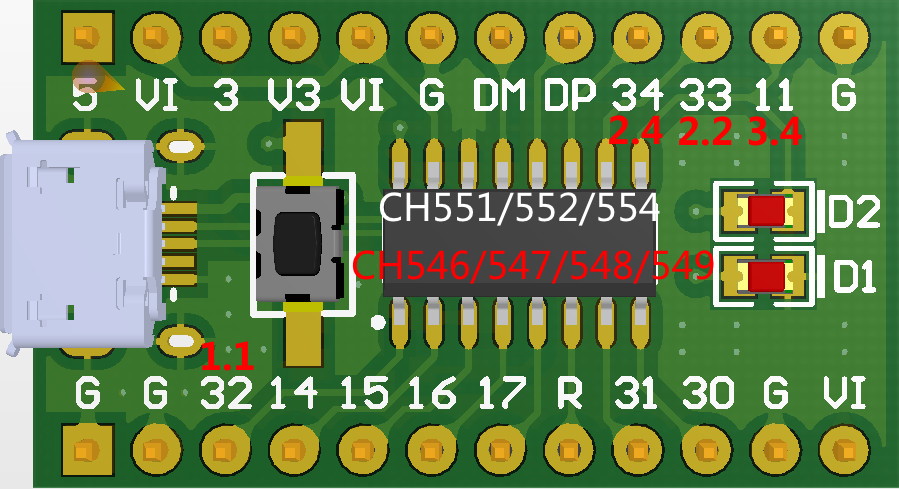 5 VI 3 V3 VI G DM DP 34 33 11 G
2.4 2.2 3.4
CH551/552/554
D2
CH546/547/548/549
D1
1.1
G G 32 14 15 16 17 R 31 30 G VI